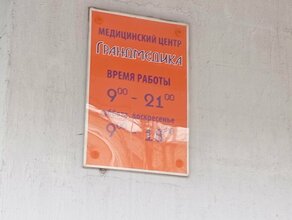 МЕДИЦИНСКИЙ ЦЕНТР
ГРАНДМЕДИКА
ВРЕМЯ РАБОТЫ
9⁰⁰ - 21⁰⁰
воскресенье